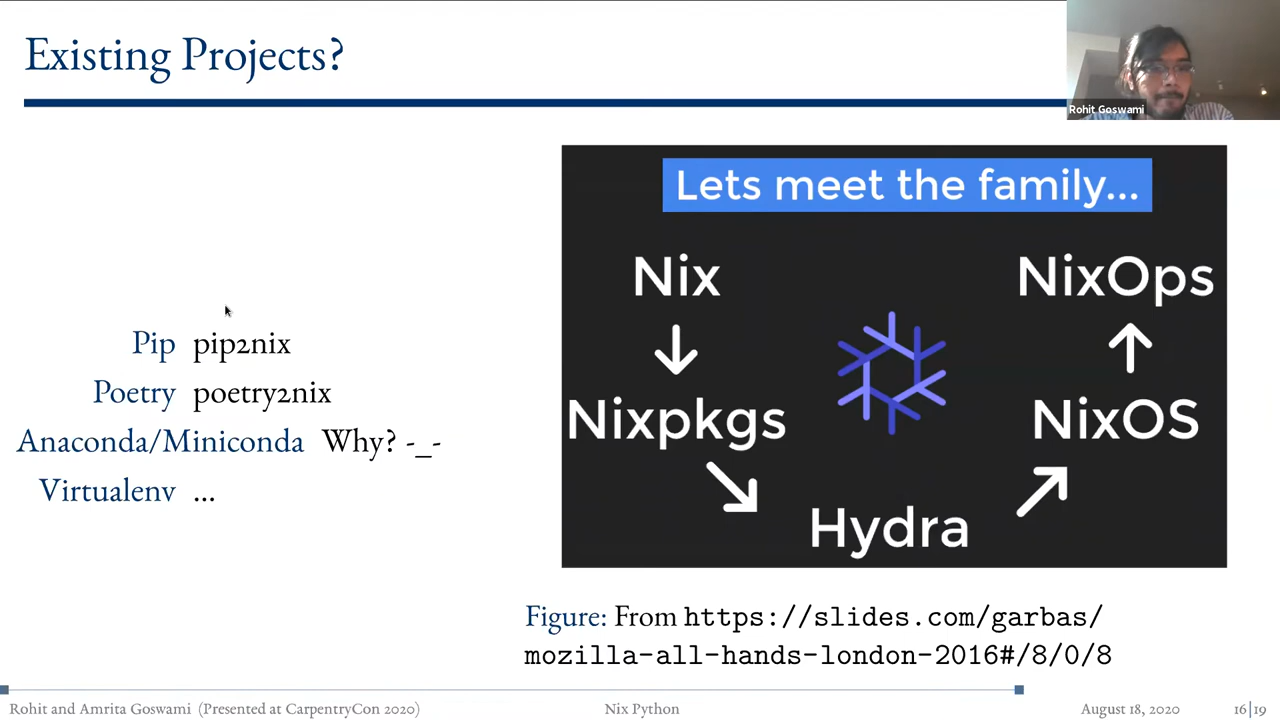 Existing Projects?
Rohit Goswami
Pip pip2nix
Poetry poetry2nix
Anaconda/Miniconda Why? -_-
Virtualenv ...
Lets meet the family...
Nix
NixOps
Nixpkgs
NixOS
Hydra
Figure: From https://slides.com/garbas/
mozilla-all-hands-london-2016#/8/0/8
Rohit and Amrita Goswami (Presented at CarpentryCon 2020)
Nix Python
August 18, 2020
16|19